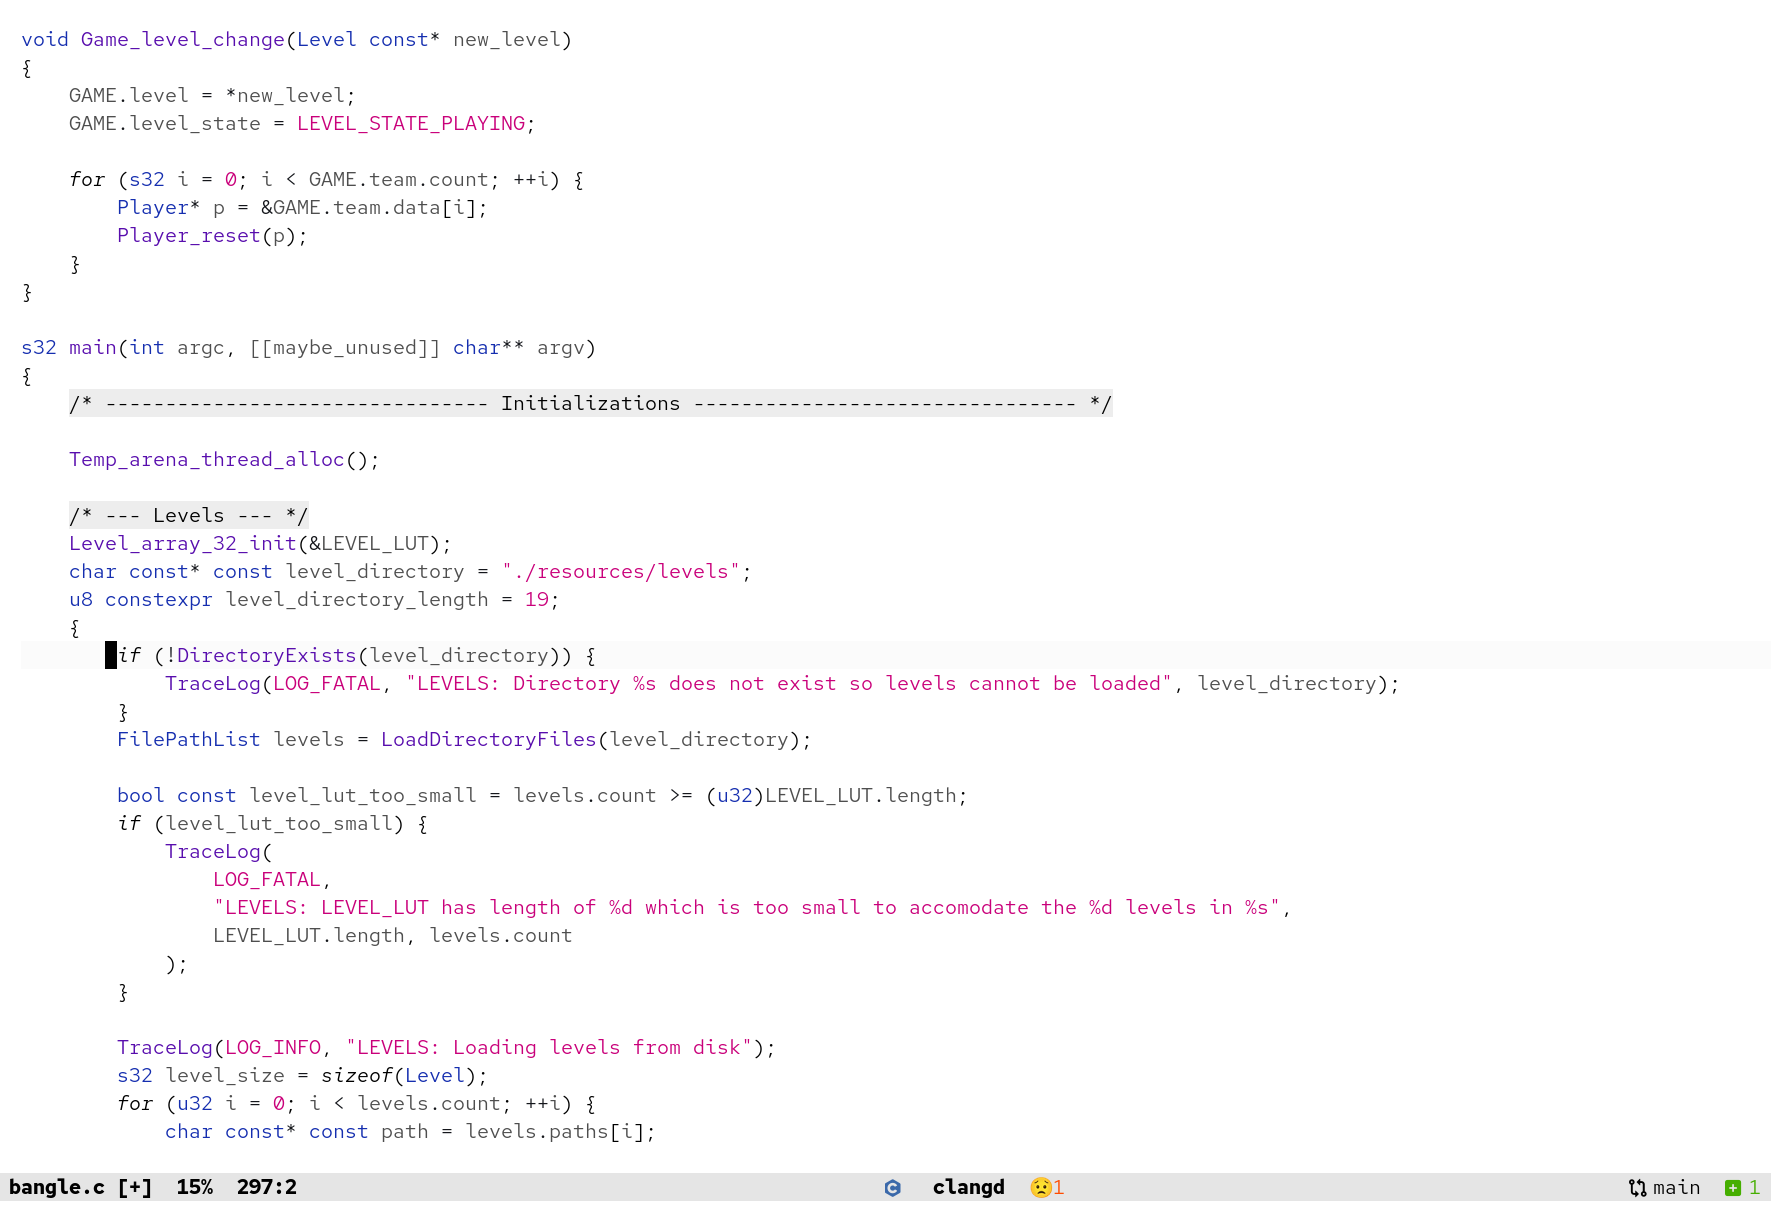 void Game_level_change(Level const* new_level)
{
    GAME.level = *new_level;
    GAME.level_state = LEVEL_STATE_PLAYING;

    for (s32 i = 0; i < GAME.team.count; ++i) {
        Player* p = &GAME.team.data[i];
        Player_reset(p);
    }
}

s32 main(int argc, [[maybe_unused]] char** argv)
{
    /* -------------------------------- Initializations -------------------------------- */

    Temp_arena_thread_alloc();

    /* --- Levels --- */
    Level_array_32_init(&LEVEL_LUT);
    char const* const level_directory = "./resources/levels";
    u8 constexpr level_directory_length = 19;
    {
        if (!DirectoryExists(level_directory)) {
            TraceLog(LOG_FATAL, "LEVELS: Directory %s does not exist so levels cannot be loaded", level_directory);
        }
        FilePathList levels = LoadDirectoryFiles(level_directory);

        bool const level_lut_too_small = levels.count >= (u32)LEVEL_LUT.length;
        if (level_lut_too_small) {
            TraceLog(
                LOG_FATAL,
                "LEVELS: LEVEL_LUT has length of %d which is too small to accomodate the %d levels in %s",
                LEVEL_LUT.length, levels.count
            );
        }

        TraceLog(LOG_INFO, "LEVELS: Loading levels from disk");
        s32 level_size = sizeof(Level);
        for (u32 i = 0; i < levels.count; ++i) {
            char const* const path = levels.paths[i];
bangle.c [+]  15%  297:2 clangd 😟1 main 1